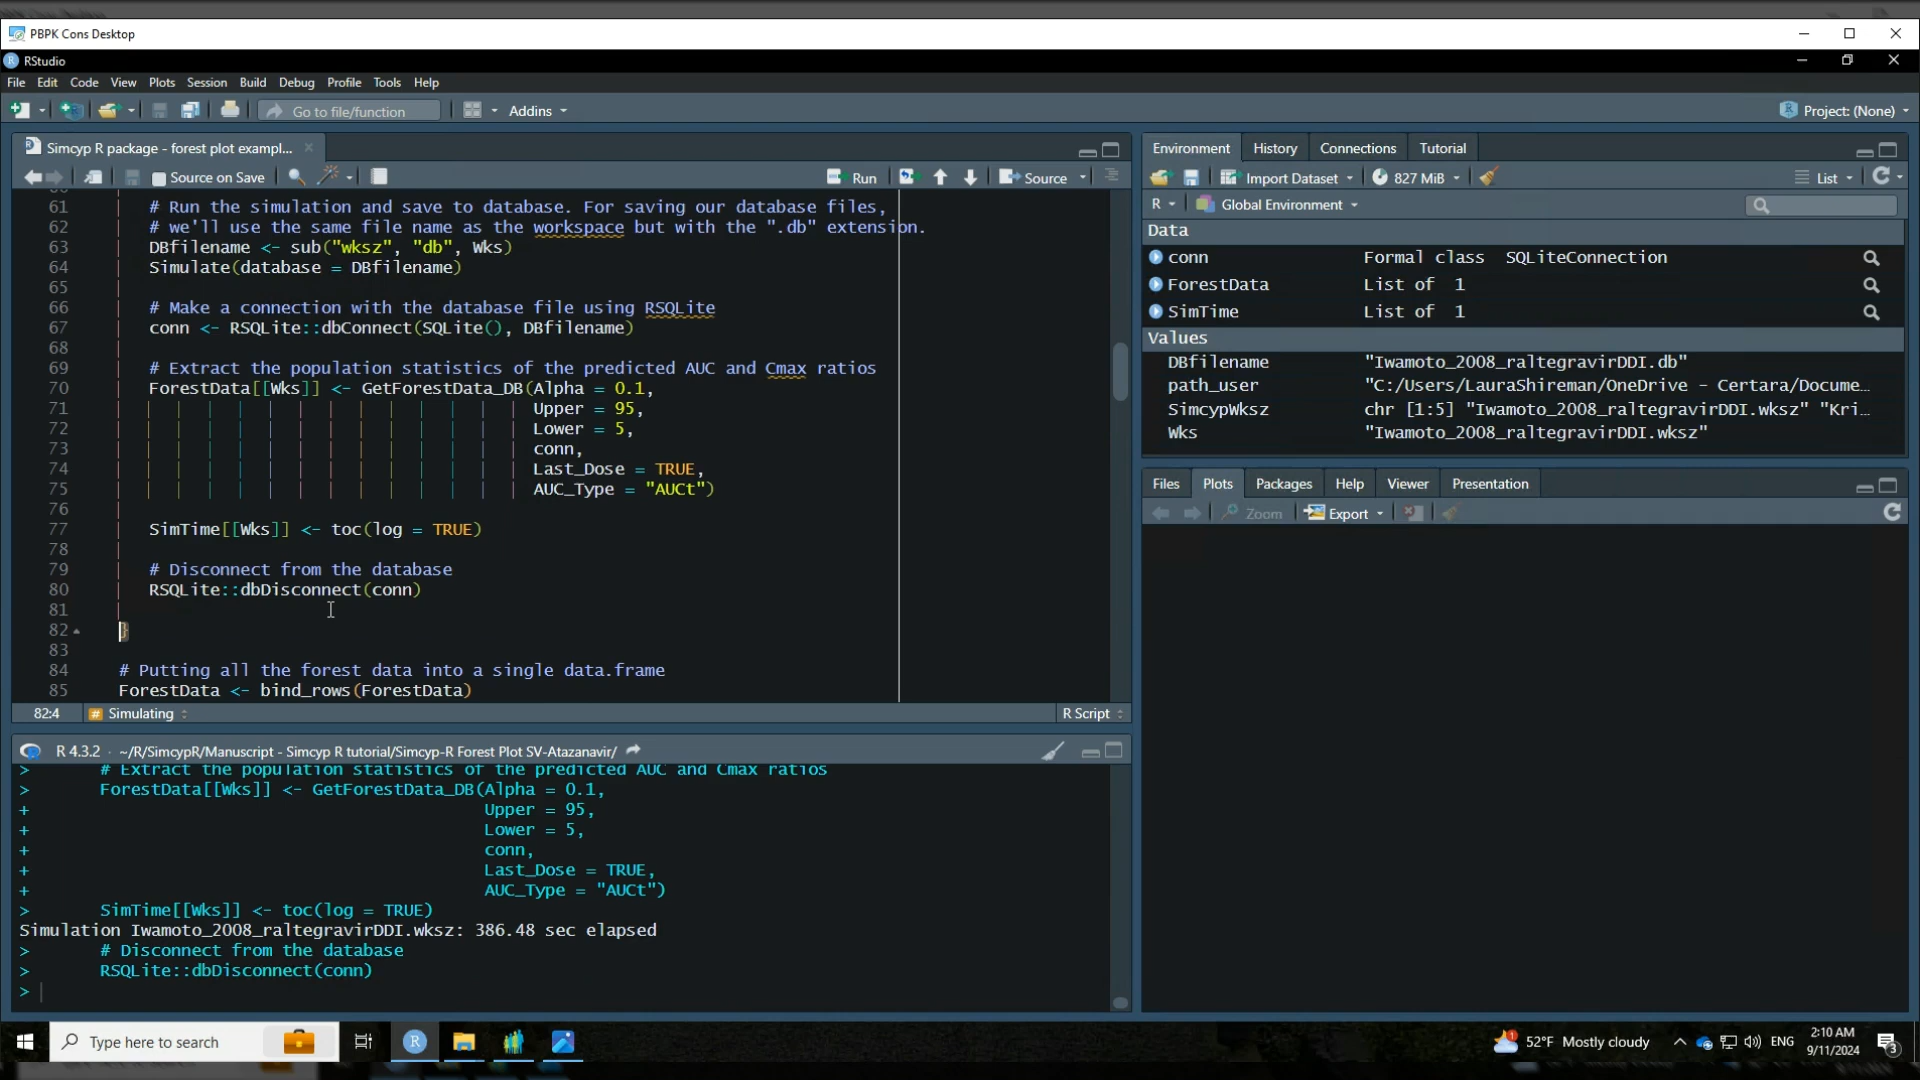 PBPK Cons Desktop
RStudio
File Edit Code View Plots Session Build Debug Profile Tools Help
Go to file/function
Addins
Project: (None)
Simcyp R package - forest plot exampl...
Source on Save
Run
Source
61 # Run the simulation and save to database. For saving our database files,
62 # we'll use the same file name as the workspace but with the ".db" extension.
63 DBfilename <- sub("wksz", "db", Wks)
64 Simulate(database = DBfilename)
65
66 # Make a connection with the database file using RSQLite
67 conn <- RSQLite::dbConnect(SQLite(), DBfilename)
68
69 # Extract the population statistics of the predicted AUC and Cmax ratios
70 ForestData[[Wks]] <- GetForestData_DB(Alpha = 0.1,
71 Upper = 95,
72 Lower = 5,
73 conn,
74 Last_Dose = TRUE,
75 AUC_Type = "AUCt")
76
77 SimTime[[Wks]] <- toc(log = TRUE)
78
79 # Disconnect from the database
80 RSQLite::dbDisconnect(conn)
81
82 }
83
84 # Putting all the forest data into a single data.frame
85 ForestData <- bind_rows(ForestData)
82:4 # Simulating R Script
R 4.3.2 · ~/R/SimcypR/Manuscript - Simcyp R tutorial/Simcyp-R Forest Plot SV-Atazanavir/
> # Extract the population statistics of the predicted AUC and Cmax ratios
> ForestData[[Wks]] <- GetForestData_DB(Alpha = 0.1,
+ Upper = 95,
+ Lower = 5,
+ conn,
+ Last_Dose = TRUE,
+ AUC_Type = "AUCt")
> SimTime[[Wks]] <- toc(log = TRUE)
Simulation Iwamoto_2008_raltegravirDDI.wksz: 386.48 sec elapsed
> # Disconnect from the database
> RSQLite::dbDisconnect(conn)
>
Environment History Connections Tutorial
Import Dataset 827 MiB List
R Global Environment
Data
conn Formal class SQLiteConnection
ForestData List of 1
SimTime List of 1
Values
DBfilename "Iwamoto_2008_raltegravirDDI.db"
path_user "C:/Users/LauraShireman/OneDrive - Certara/Docume...
SimcypWksz chr [1:5] "Iwamoto_2008_raltegravirDDI.wksz" "Kri...
Wks "Iwamoto_2008_raltegravirDDI.wksz"
Files Plots Packages Help Viewer Presentation
Zoom Export
Type here to search
R
52°F Mostly cloudy
ENG
2:10 AM
9/11/2024
3